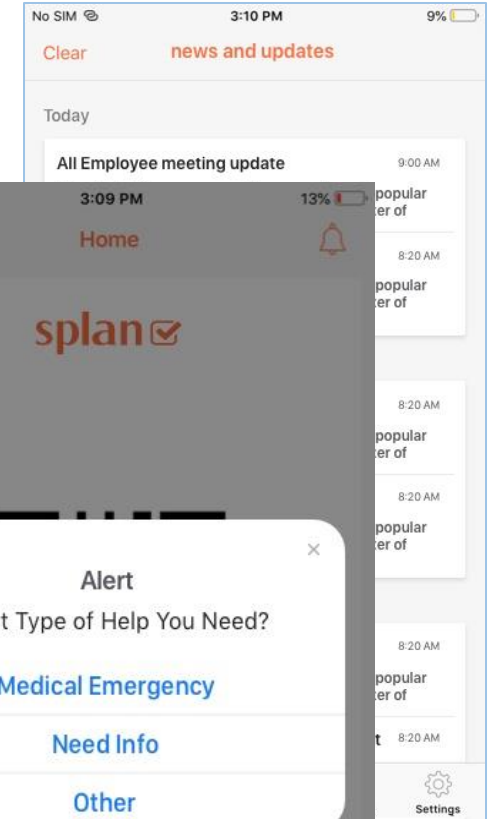 No SIM 3:10 PM 9%
Clear news and updates
Today
All Employee meeting update 9:00 AM
popular
er of
8:20 AM
popular
er of
8:20 AM
popular
er of
8:20 AM
popular
er of
8:20 AM
popular
er of
t 8:20 AM
Settings
3:09 PM 13%
Home
splan
Alert
t Type of Help You Need?
Medical Emergency
Need Info
Other